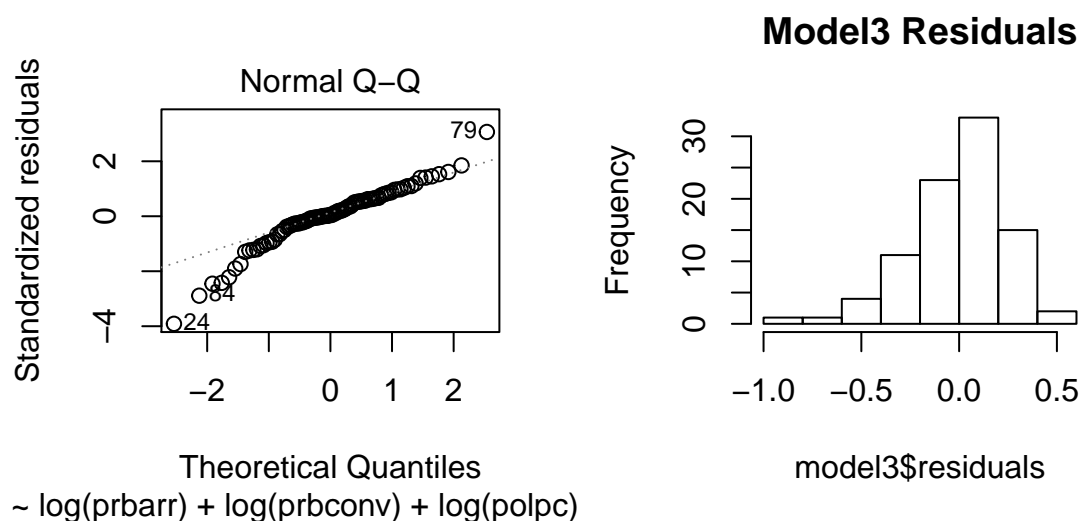 Model3 Residuals
Normal Q−Q
Standardized residuals
2
0
−4
79
84
24
−2
0
1
2
Theoretical Quantiles
~ log(prbarr) + log(prbconv) + log(polpc)
Frequency
30
20
10
0
−1.0
−0.5
0.0
0.5
model3$residuals